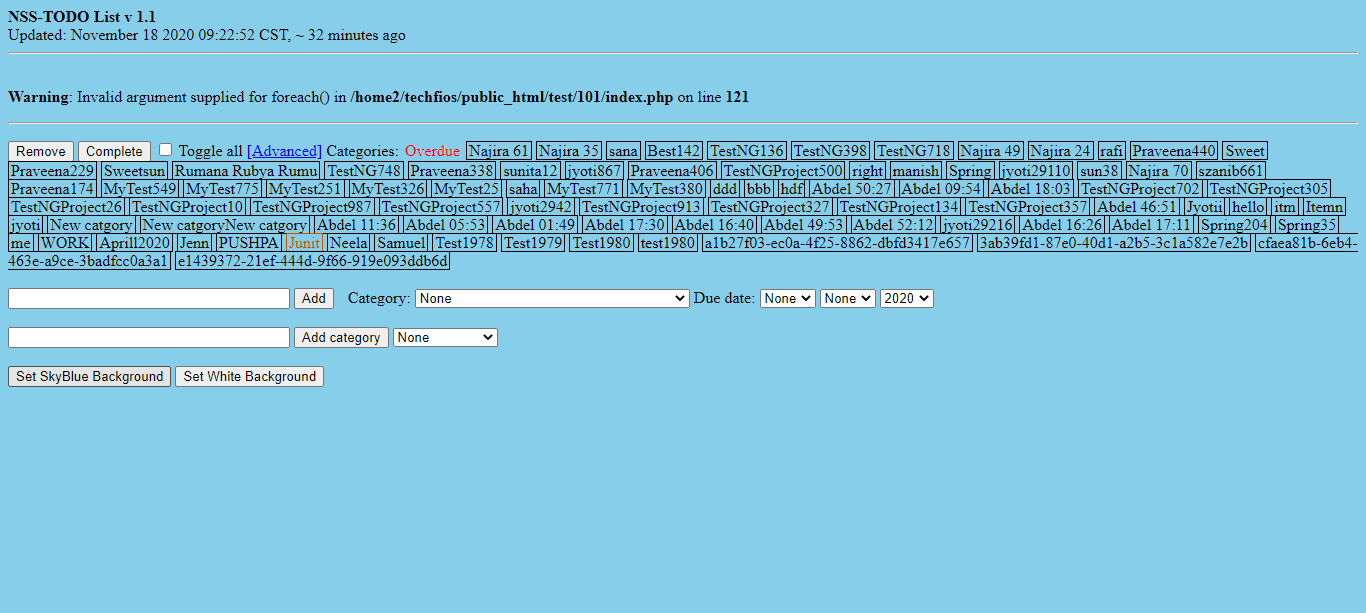 NSS-TODO List v 1.1
Updated: November 18 2020 09:22:52 CST, ~ 32 minutes ago
Warning: Invalid argument supplied for foreach() in /home2/techfios/public_html/test/101/index.php on line 121
Remove Complete Toggle all [Advanced] Categories: Overdue Najira 61 Najira 35 sana Best142 TestNG136 TestNG398 TestNG718 Najira 49 Najira 24 rafi Praveena440 Sweet
Praveena229 Sweetsun Rumana Rubya Rumu TestNG748 Praveena338 sunita12 jyoti867 Praveena406 TestNGProject500 right manish Spring jyoti29110 sun38 Najira 70 szanib661
Praveena174 MyTest549 MyTest775 MyTest251 MyTest326 MyTest25 saha MyTest771 MyTest380 ddd bbb hdf Abdel 50:27 Abdel 09:54 Abdel 18:03 TestNGProject702 TestNGProject305
TestNGProject26 TestNGProject10 TestNGProject987 TestNGProject557 jyoti2942 TestNGProject913 TestNGProject327 TestNGProject134 TestNGProject357 Abdel 46:51 Jyotii hello itm Itemn
jyoti New catgory New catgoryNew catgory Abdel 11:36 Abdel 05:53 Abdel 01:49 Abdel 17:30 Abdel 16:40 Abdel 49:53 Abdel 52:12 jyoti29216 Abdel 16:26 Abdel 17:11 Spring204 Spring35
me WORK Aprill2020 Jenn PUSHPA Junit Neela Samuel Test1978 Test1979 Test1980 test1980 a1b27f03-ec0a-4f25-8862-dbfd3417e657 3ab39fd1-87e0-40d1-a2b5-3c1a582e7e2b cfaea81b-6eb4-
463e-a9ce-3badfcc0a3a1 e1439372-21ef-444d-9f66-919e093ddb6d
Add Category: None Due date: None None 2020
Add category None
Set SkyBlue Background Set White Background